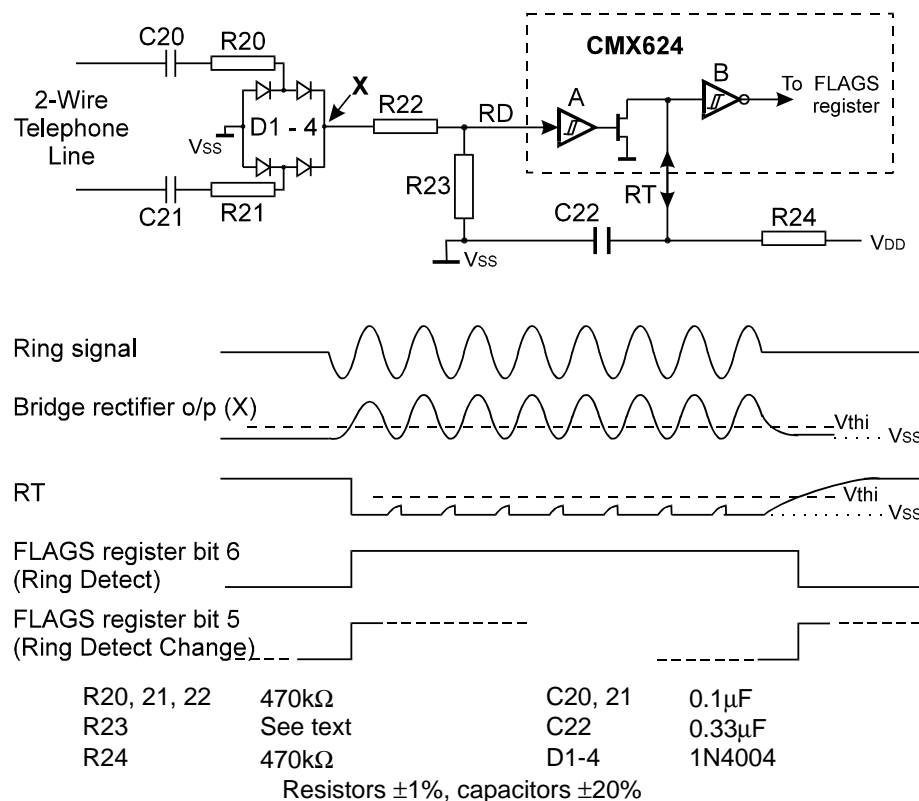 C20 R20
CMX624
X
B
A
To FLAGS
register
R22
RD
2-Wire
Telephone
Line
D1 - 4
VSS
R23
RT
C21 R21
C22
R24
VSS
VDD
Ring signal
Bridge rectifier o/p (X)
Vthi
VSS
RT
Vthi
VSS
FLAGS register bit 6
(Ring Detect)
FLAGS register bit 5
(Ring Detect Change)
R20, 21, 22 470kΩ C20, 21 0.1µF
R23 See text C22 0.33µF
R24 470kΩ D1-4 1N4004
Resistors ±1%, capacitors ±20%